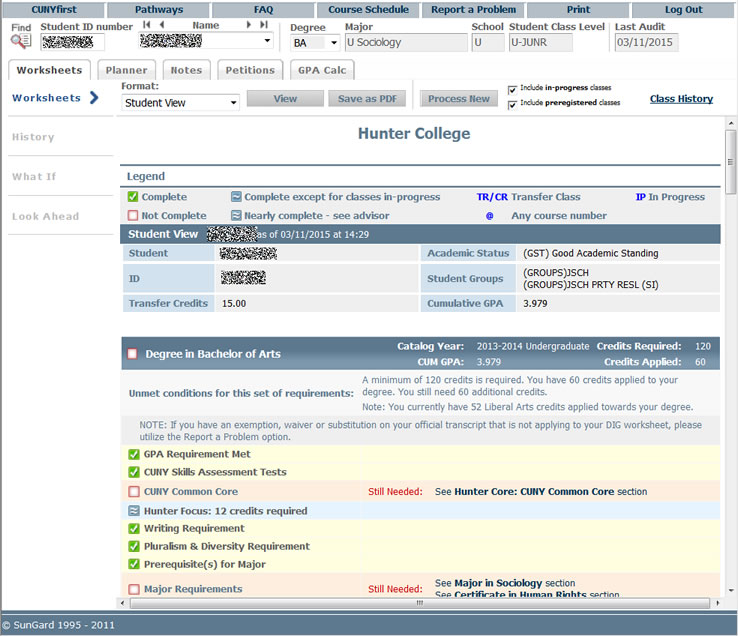 CUNYfirst Pathways FAQ Course Schedule Report a Problem Print Log Out
Find Student ID number Name Degree Major School Student Class Level Last Audit
BA U Sociology U U-JUNR 03/11/2015
Worksheets Planner Notes Petitions GPA Calc
Worksheets
History
What If
Look Ahead
Format:
Student View View Save as PDF Process New
Include in-progress classes
Include preregistered classes
Class History
Hunter College
Legend
Complete Complete except for classes in-progress TR/CR Transfer Class IP In Progress
Not Complete Nearly complete - see advisor @ Any course number
Student View as of 03/11/2015 at 14:29
Student Academic Status (GST) Good Academic Standing
ID Student Groups (GROUPS)JSCH
(GROUPS)JSCH PRTY RESL (SI)
Transfer Credits 15.00 Cumulative GPA 3.979
Degree in Bachelor of Arts
Catalog Year: 2013-2014 Undergraduate Credits Required: 120
CUM GPA: 3.979 Credits Applied: 60
Unmet conditions for this set of requirements:
A minimum of 120 credits is required. You have 60 credits applied to your
degree. You still need 60 additional credits.
Note: You currently have 52 Liberal Arts credits applied towards your degree.
NOTE: If you have an exemption, waiver or substitution on your official transcript that is not applying to your DIG worksheet, please
utilize the Report a Problem option.
GPA Requirement Met
CUNY Skills Assessment Tests
CUNY Common Core Still Needed: See Hunter Core: CUNY Common Core section
Hunter Focus: 12 credits required
Writing Requirement
Pluralism & Diversity Requirement
Prerequisite(s) for Major
Major Requirements Still Needed: See Major in Sociology section
See Certificate in Human Rights section
© SunGard 1995 - 2011